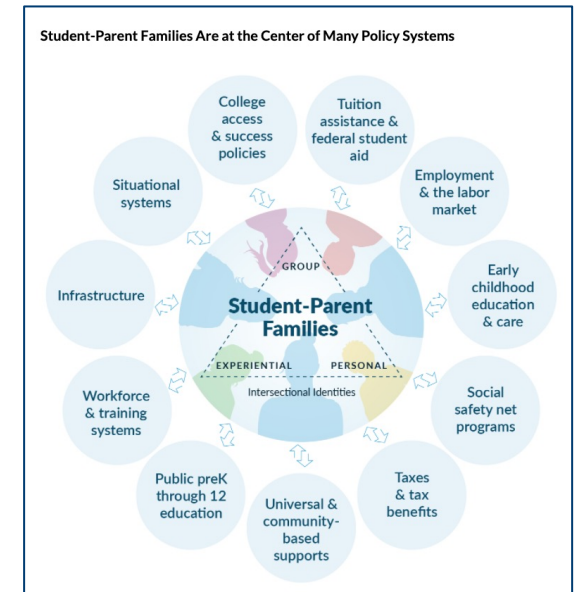 Student-Parent Families Are at the Center of Many Policy Systems
College
access
& success
policies
Tuition
assistance &
federal student
aid
Situational
systems
Employment
& the labor
market
GROUP
Infrastructure
Student-Parent
Families
Early
childhood
education
& care
EXPERIENTIAL
PERSONAL
Intersectional Identities
Workforce
& training
systems
Social
safety net
programs
Public preK
through 12
education
Universal &
community-
based
supports
Taxes
& tax
benefits